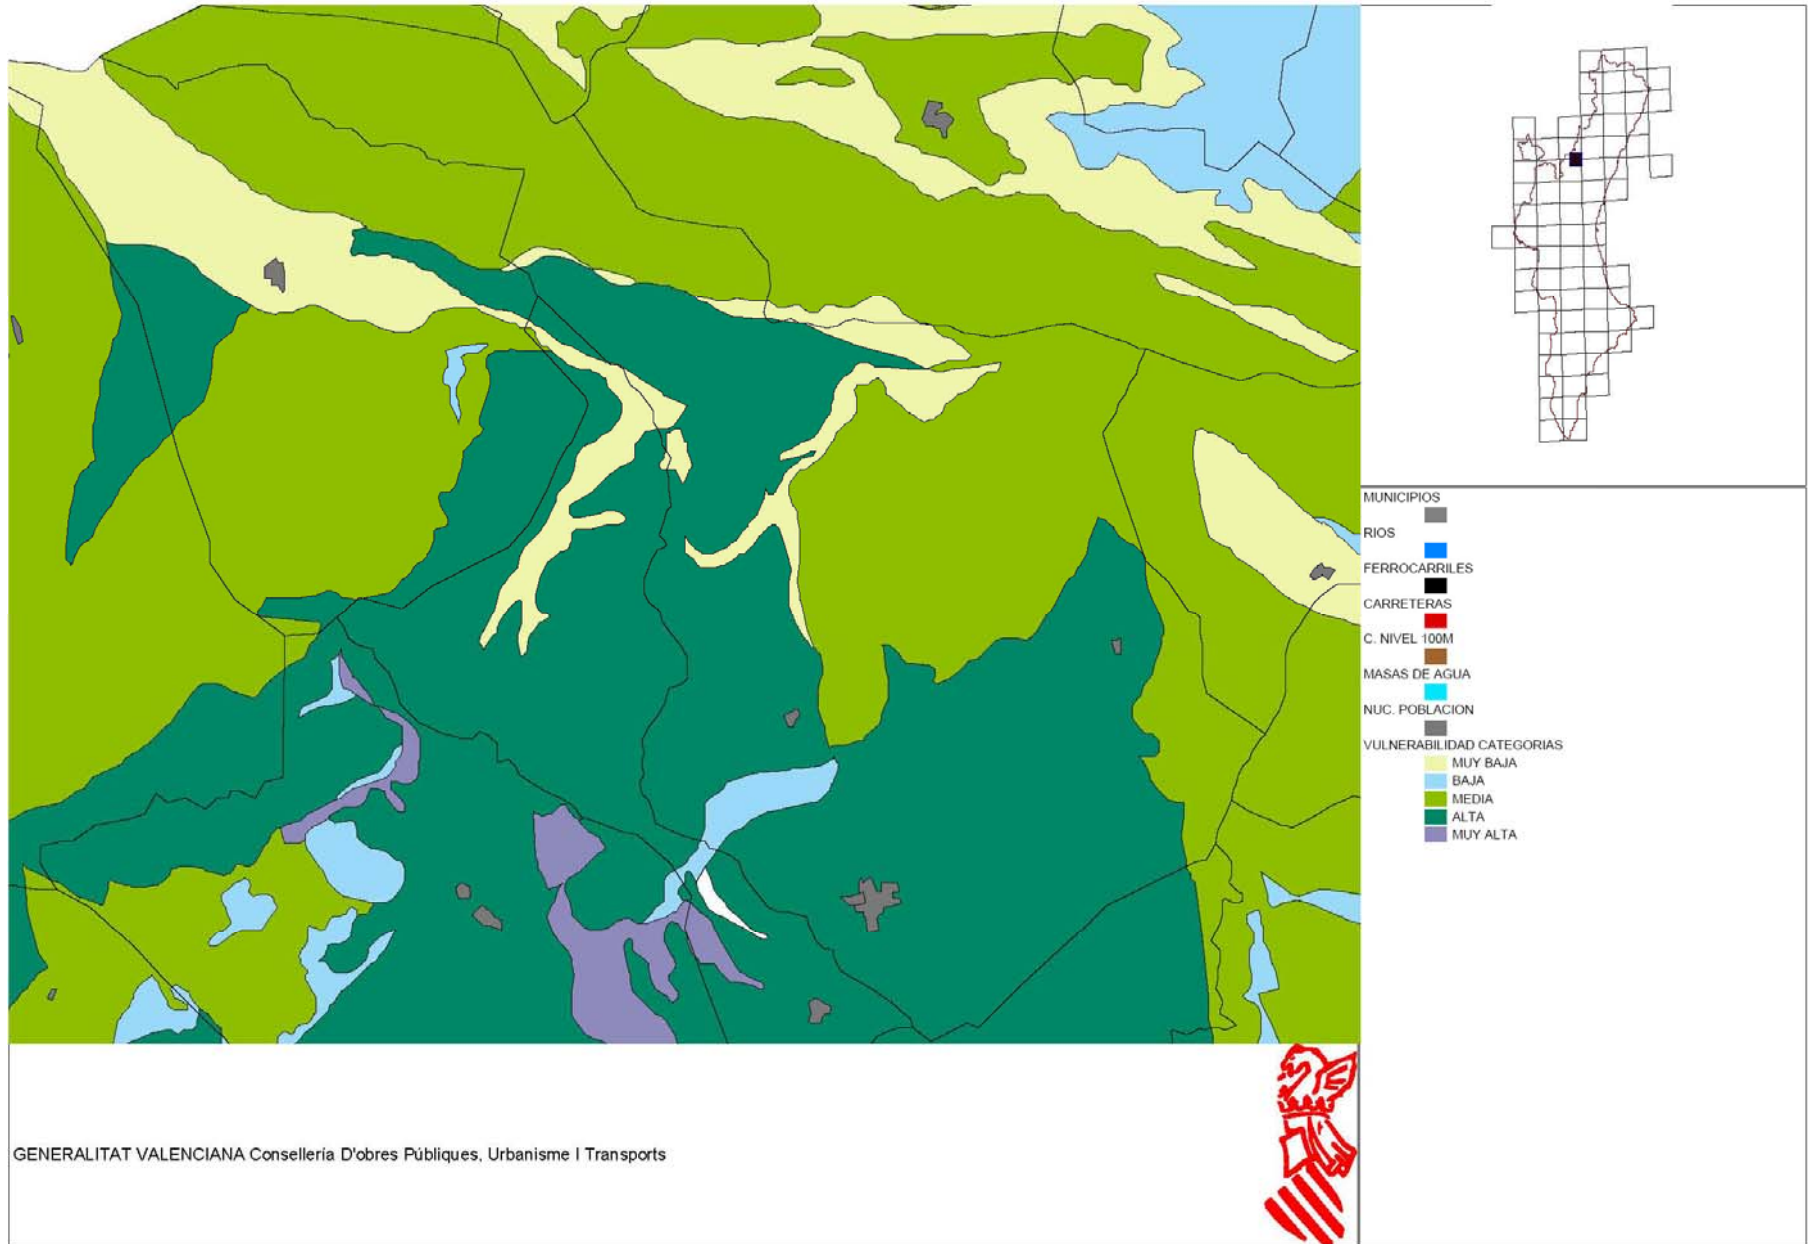 MUNICIPIOS
RIOS
FERROCARRILES
CARRETERAS
C. NIVEL 100M
MASAS DE AGUA
NUC. POBLACION
VULNERABILIDAD CATEGORIAS
MUY BAJA
BAJA
MEDIA
ALTA
MUY ALTA
GENERALITAT VALENCIANA Consellería D'obres Públiques, Urbanisme I Transports